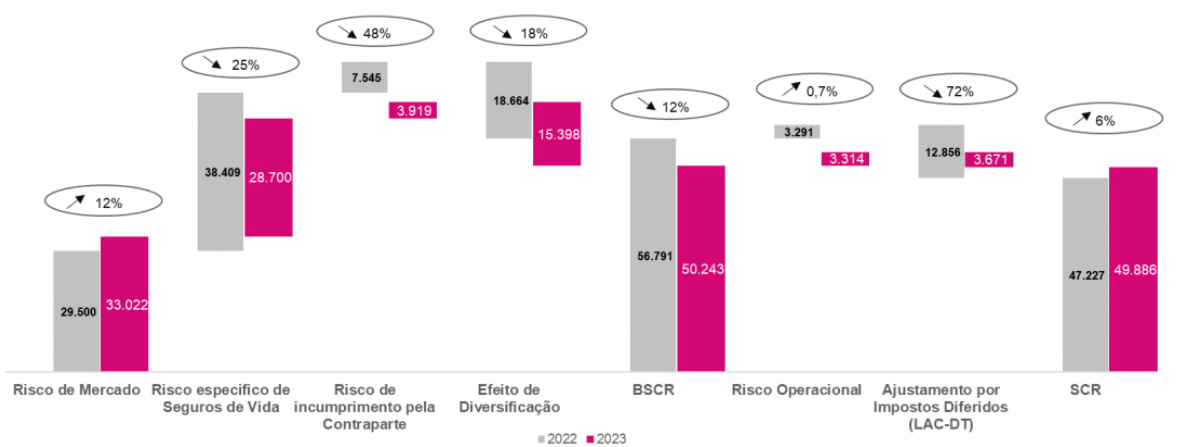 48%
18%
25%
7.545
3.919
18.664
15.398
12%
0,7%
72%
6%
3.291
3.314
12.856
3.671
38.409
28.700
12%
56.791
50.243
47.227
49.886
29.500
33.022
Risco de Mercado
Risco especifico de
Seguros de Vida
Risco de
incumprimento pela
Contraparte
Efeito de
Diversificação
BSCR
Risco Operacional
Ajustamento por
Impostos Diferidos
(LAC-DT)
SCR
2022 2023